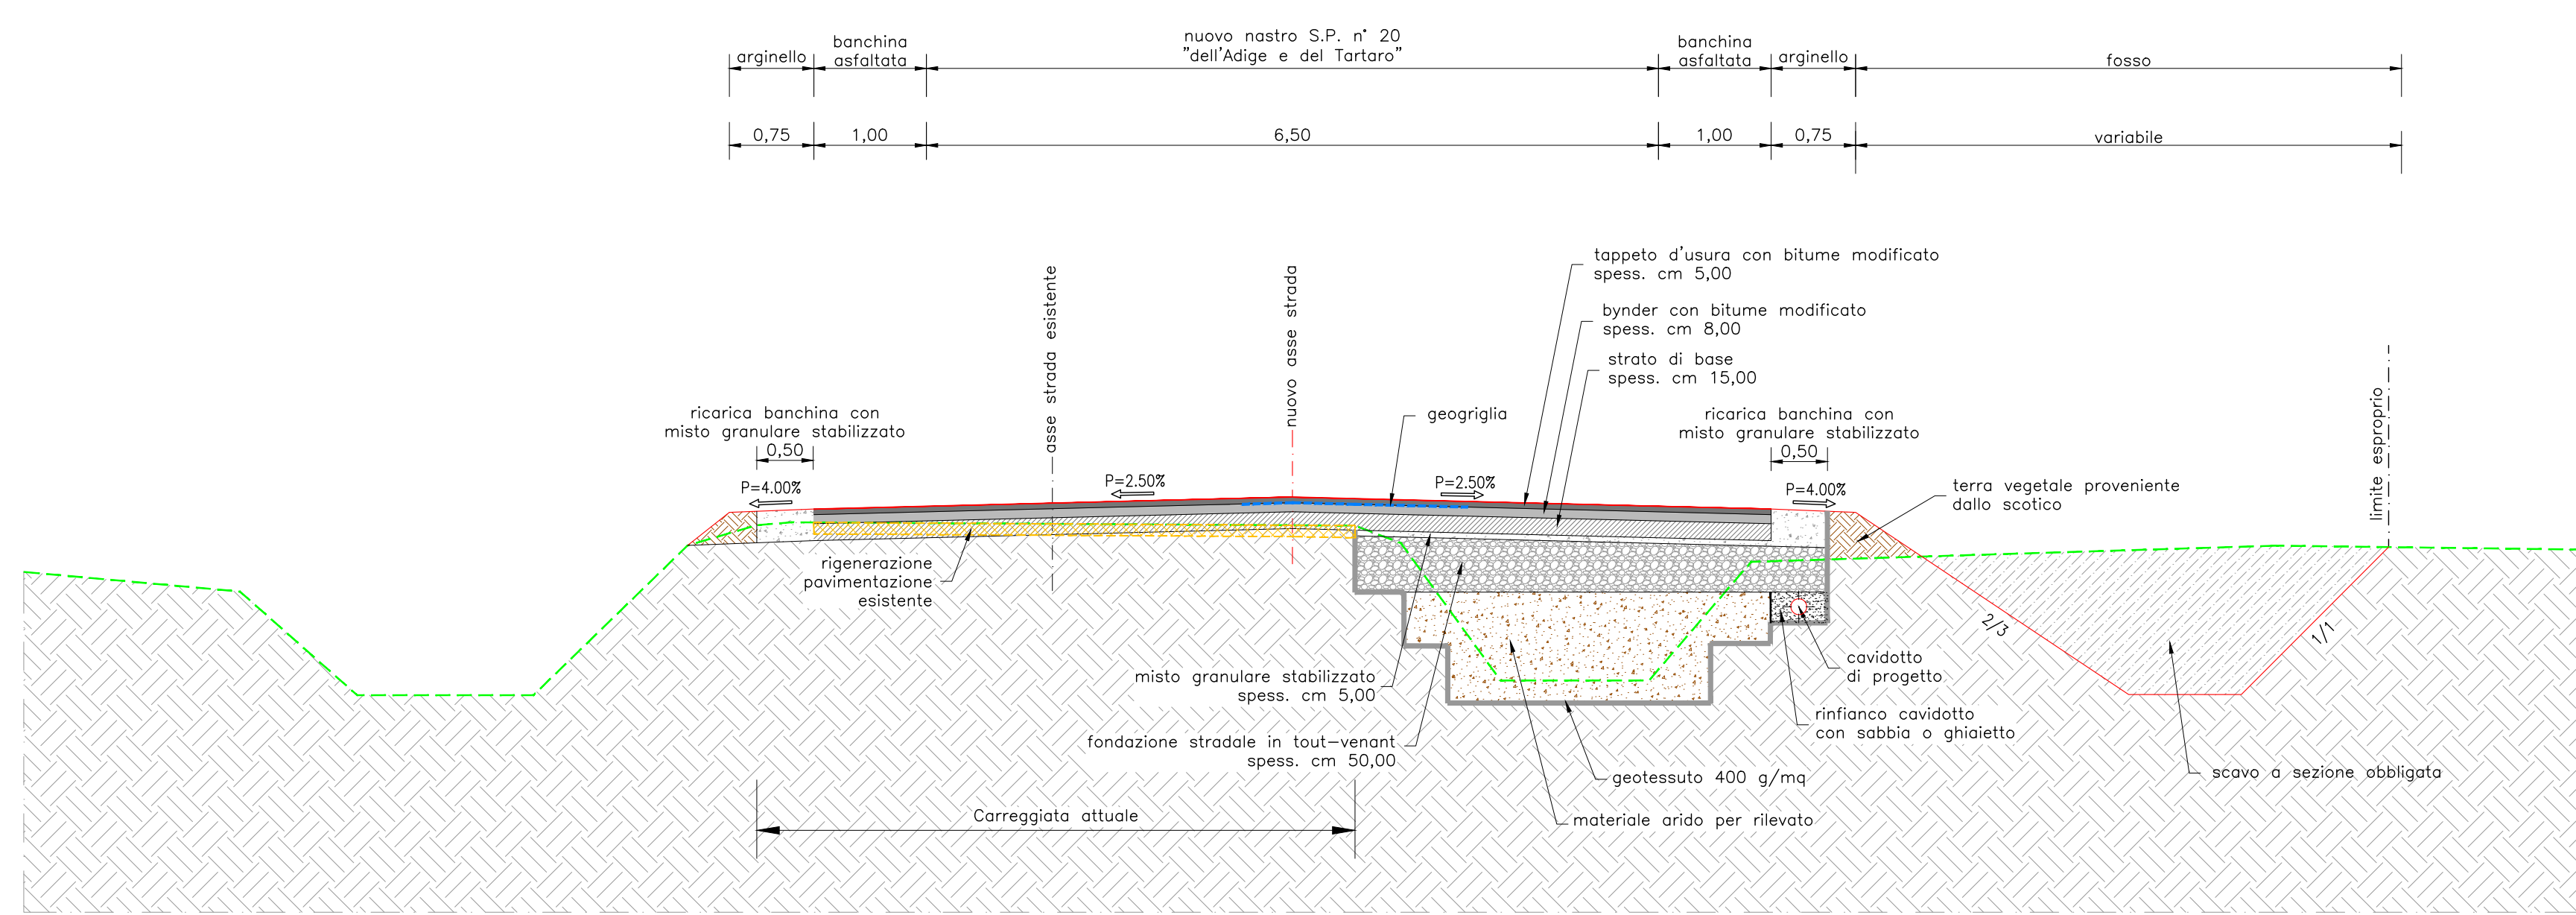 nuovo nastro S.P. n° 20
"dell'Adige e del Tartaro"
arginello
banchina
asfaltata
banchina
asfaltata
arginello
fosso
0,75
1,00
6,50
1,00
0,75
variabile
asse strada esistente
nuovo asse strada
tappeto d'usura con bitume modificato
spess. cm 5,00
bynder con bitume modificato
spess. cm 8,00
strato di base
spess. cm 15,00
geogriglia
ricarica banchina con
misto granulare stabilizzato
0,50
ricarica banchina con
misto granulare stabilizzato
0,50
limite esproprio
P=4.00%
P=2.50%
P=2.50%
P=4.00%
terra vegetale proveniente
dallo scotico
rigenerazione
pavimentazione
esistente
2/3
1/1
misto granulare stabilizzato
spess. cm 5,00
cavidotto
di progetto
rinfianco cavidotto
con sabbia o ghiaietto
fondazione stradale in tout-venant
spess. cm 50,00
geotessuto 400 g/mq
scavo a sezione obbligata
Carreggiata attuale
materiale arido per rilevato